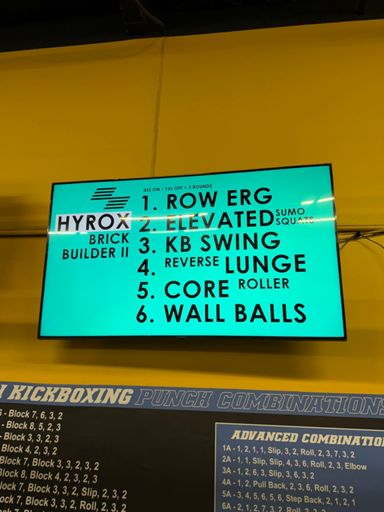 45S ON / 15S OFF • 3 ROUNDS
HYROX
BRICK
BUILDER II
1. ROW ERG
2. ELEVATED SUMO SQUATS
3. KB SWING
4. REVERSE LUNGE
5. CORE ROLLER
6. WALL BALLS
KICKBOXING PUNCH COMBINATIONS
- Block 7, 6, 3, 2
- Block 8, 5, 2, 3
- Block 3, 3, 2, 3
Block 4, 2, 3, 2
Block 7, Block 3, 3, 2, 3, 2
Block 8, Block 4, 2, 3, 2, 3
Block 7, Block 3, 2, Slip, 2, 3, 2
Block 7, Block 3, 3, 2, 3, 2
ADVANCED COMBINATIO
1A - 1, 2, 1, 1, Slip, 3, 2, Roll, 2, 3, 7, 3, 2
2A - 1, 1, Slip, Slip, 4, 3, 6, Roll, 2, 3, Elbow
3A - 1, 2, 6, 3, 2, Slip, 3, 6, 3, 2
4A - 1, 2, Pull Back, 2, 3, 6, Roll, 2, 3, 2
5A - 3, 4, 5, 6, 5, 6, Step Back, 2, 1, 2, 1